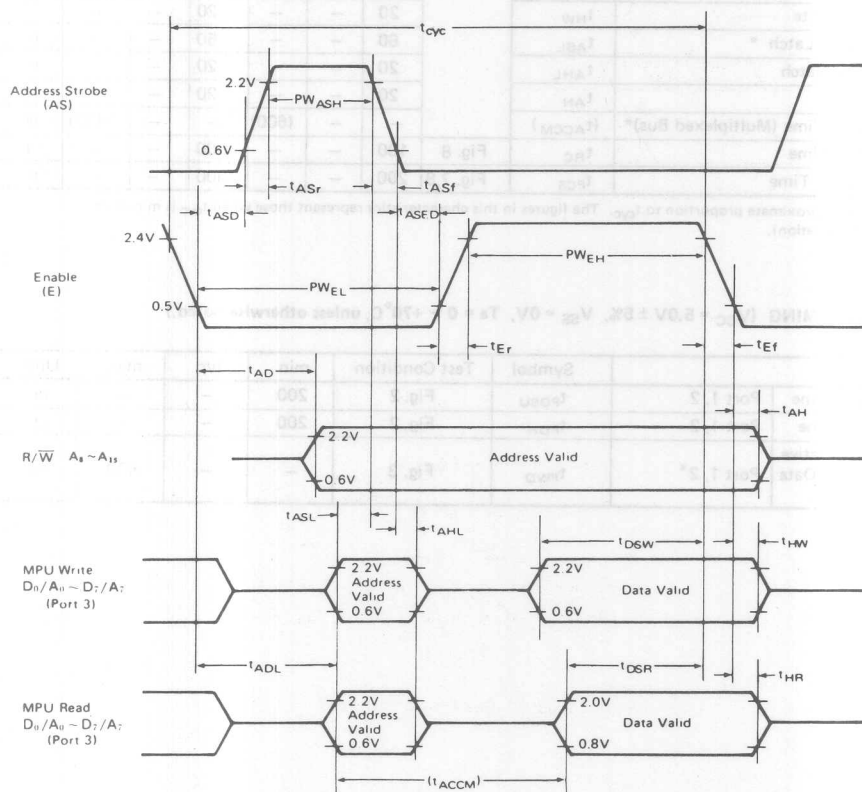 tcyc
Address Strobe
(AS)
2.2V
PWASH
0.6V
tASr
tASf
tASD
tASED
2.4V
Enable
(E)
PWEL
PWEH
0.5V
tEr
tEf
tAD
tAH
R/W A₈ ~ A₁₅
2.2V
Address Valid
0.6V
tASL
tAHL
tDSW
tHW
MPU Write
D₀/A₀ ~ D₇/A₇
(Port 3)
2 2V
Address
Valid
0 6V
2.2V
Data Valid
0.6V
tADL
tDSR
tHR
MPU Read
D₀/A₀ ~ D₇/A₇
(Port 3)
2 2V
Address
Valid
0.6V
2.0V
Data Valid
0.8V
(tACCM)